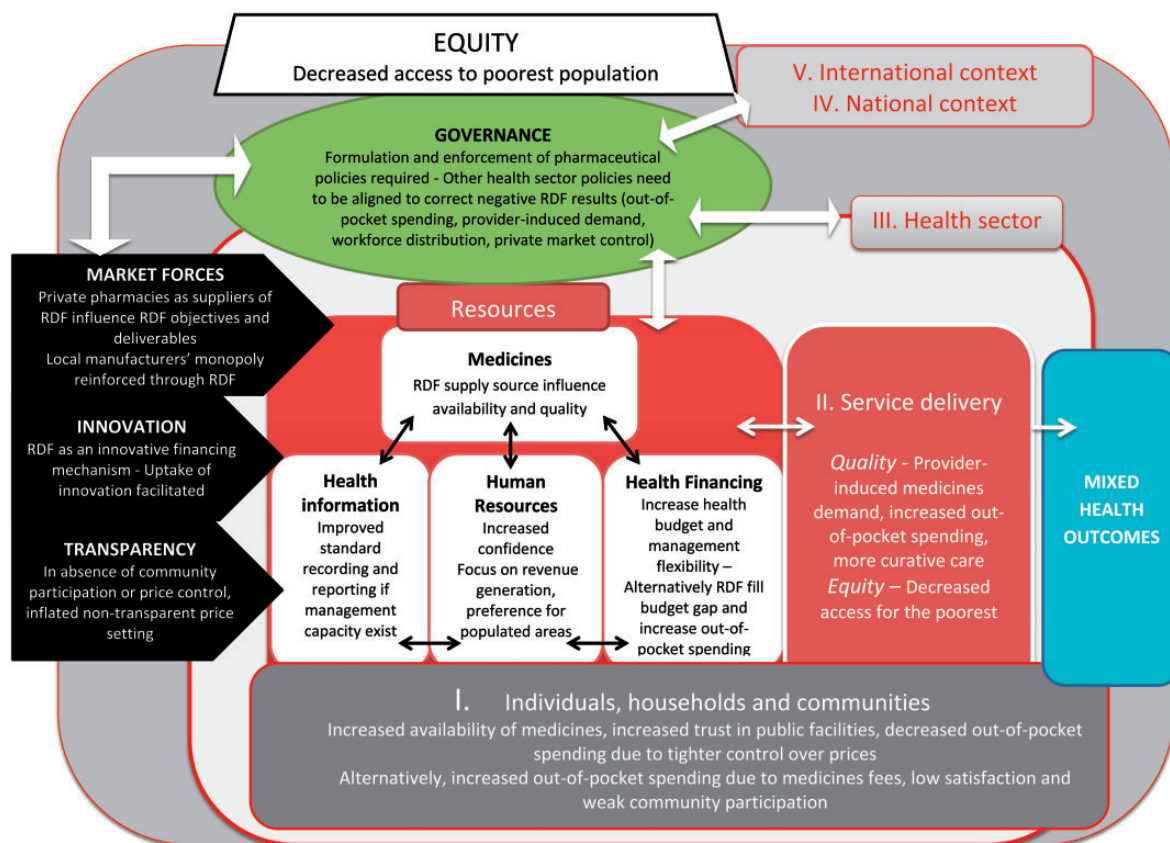 EQUITY
Decreased access to poorest population
V. International context
IV. National context
GOVERNANCE
Formulation and enforcement of pharmaceutical
policies required - Other health sector policies need
to be aligned to correct negative RDF results (out-of-
pocket spending, provider-induced demand,
workforce distribution, private market control)
III. Health sector
MARKET FORCES
Private pharmacies as suppliers of
RDF influence RDF objectives and
deliverables
Local manufacturers’ monopoly
reinforced through RDF
INNOVATION
RDF as an innovative financing
mechanism - Uptake of
innovation facilitated
TRANSPARENCY
In absence of community
participation or price control,
inflated non-transparent price
setting
Resources
Medicines
RDF supply source influence
availability and quality
Health
information
Improved
standard
recording and
reporting if
management
capacity exist
Human
Resources
Increased
confidence
Focus on revenue
generation,
preference for
populated areas
Health Financing
Increase health
budget and
management
flexibility –
Alternatively RDF fill
budget gap and
increase out-of-
pocket spending
II. Service delivery
Quality - Provider-
induced medicines
demand, increased out-
of-pocket spending,
more curative care
Equity – Decreased
access for the poorest
MIXED
HEALTH
OUTCOMES
I. Individuals, households and communities
Increased availability of medicines, increased trust in public facilities, decreased out-of-pocket
spending due to tighter control over prices
Alternatively, increased out-of-pocket spending due to medicines fees, low satisfaction and
weak community participation